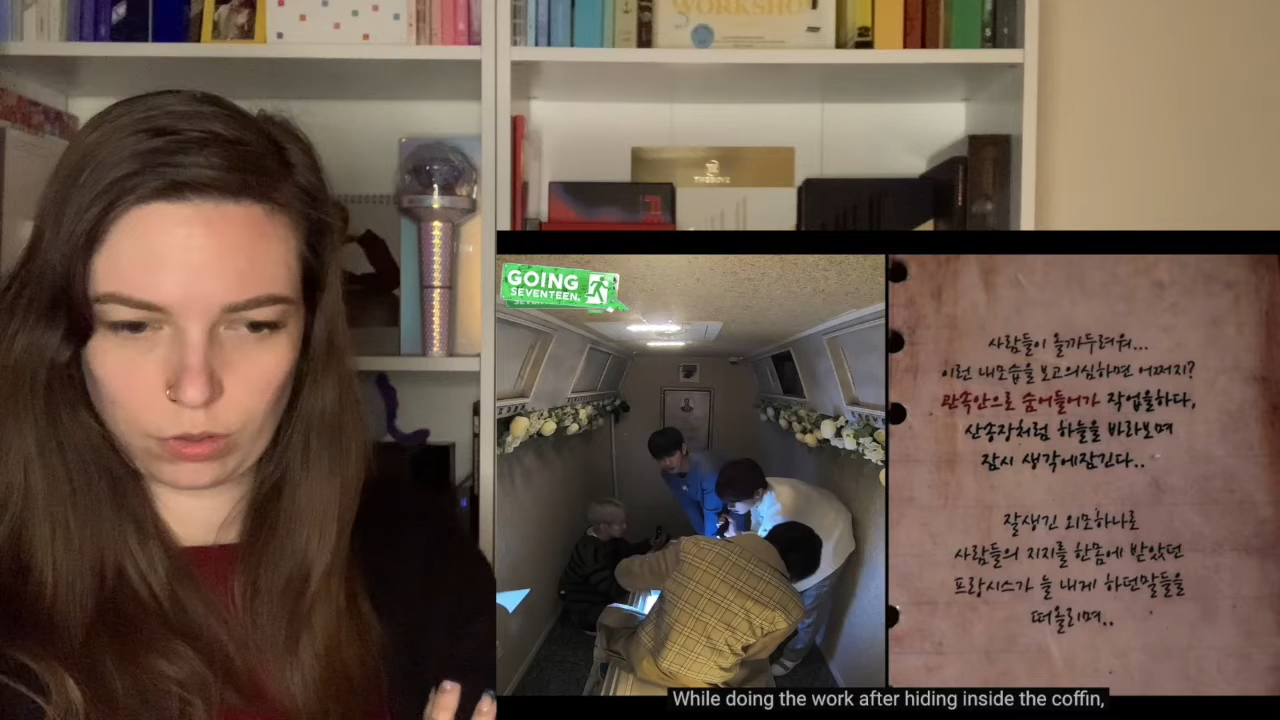 WORKSHOP
THEBOYZ
GOING
SEVENTEEN.
사람들이 올까두려워...
이런 내모습을 보고의심하면 어쩌지?
관속안으로 숨어들어가 작업을하다,
산송장처럼 하늘을 바라보며
잠시 생각에잠긴다..
잘생긴 외모하나로
사람들의 지지를 한몸에 받았던
프랑시스가 늘 내게 하던말들을
떠올리며..
While doing the work after hiding inside the coffin,